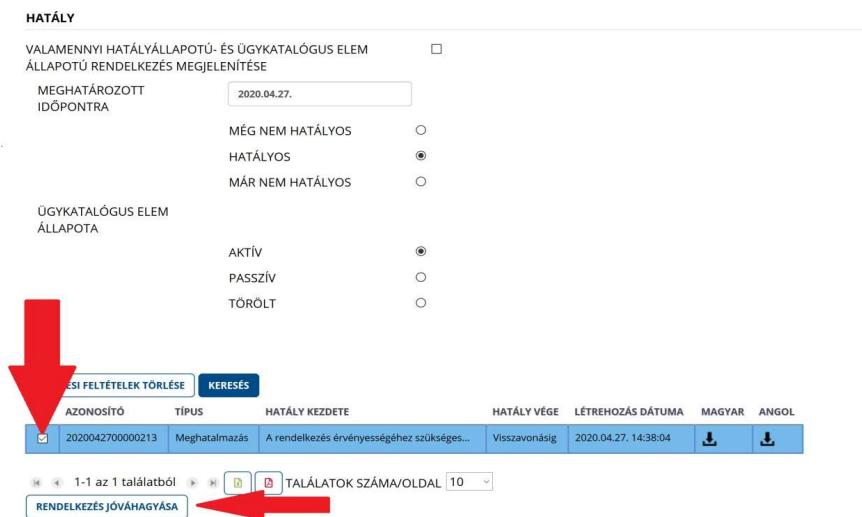 HATÁLY
VALAMENNYI HATÁLYÁLLAPOTÚ- ÉS ÜGYKATALÓGUS ELEM
ÁLLAPOTÚ RENDELKEZÉS MEGJELENÍTÉSE
MEGHATÁROZOTT
IDŐPONTRA
2020.04.27.
MÉG NEM HATÁLYOS
HATÁLYOS
MÁR NEM HATÁLYOS
ÜGYKATALÓGUS ELEM
ÁLLAPOTA
AKTÍV
PASSZÍV
TÖRÖLT
FELTÉTELEK TÖRLÉSE KERESÉS
AZONOSÍTÓ TÍPUS HATÁLY KEZDETE HATÁLY VÉGE LÉTREHOZÁS DÁTUMA MAGYAR ANGOL
2020042700000213 Meghatalmazás A rendelkezés érvényességéhez szükséges... Visszavonásig 2020.04.27. 14:38:04
1-1 az 1 találatból TALÁLATOK SZÁMA/OLDAL 10
RENDELKEZÉS JÓVÁHAGYÁSA